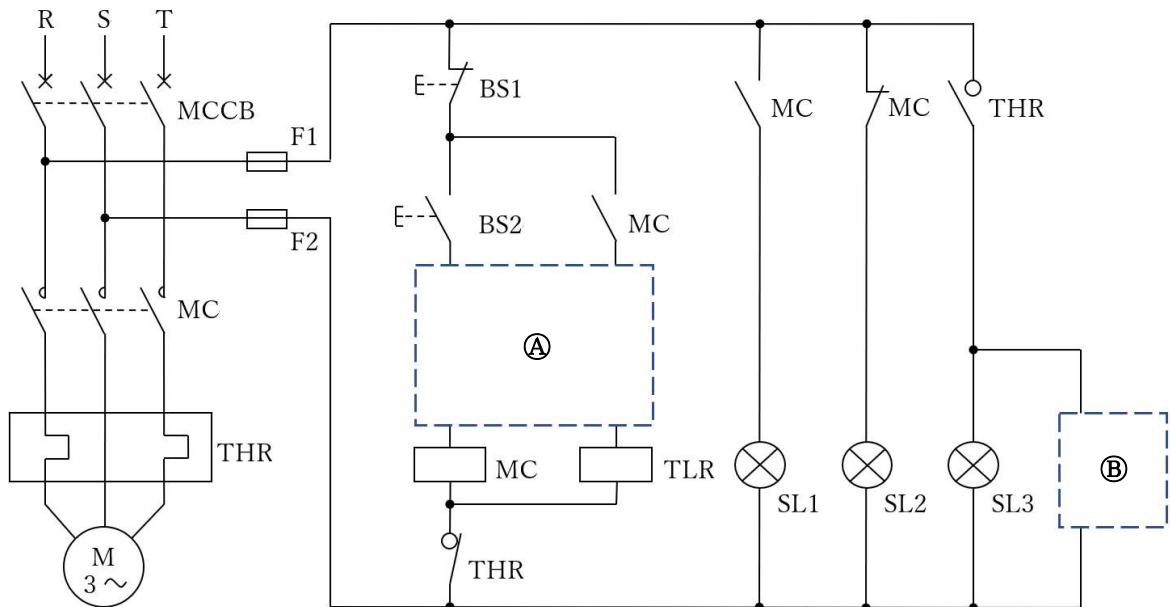 R S T
MCCB
F1
F2
MC
THR
M
3 ~
BS1
BS2
MC
Ⓐ
MC
TLR
THR
MC
MC
THR
SL1
SL2
SL3
Ⓑ